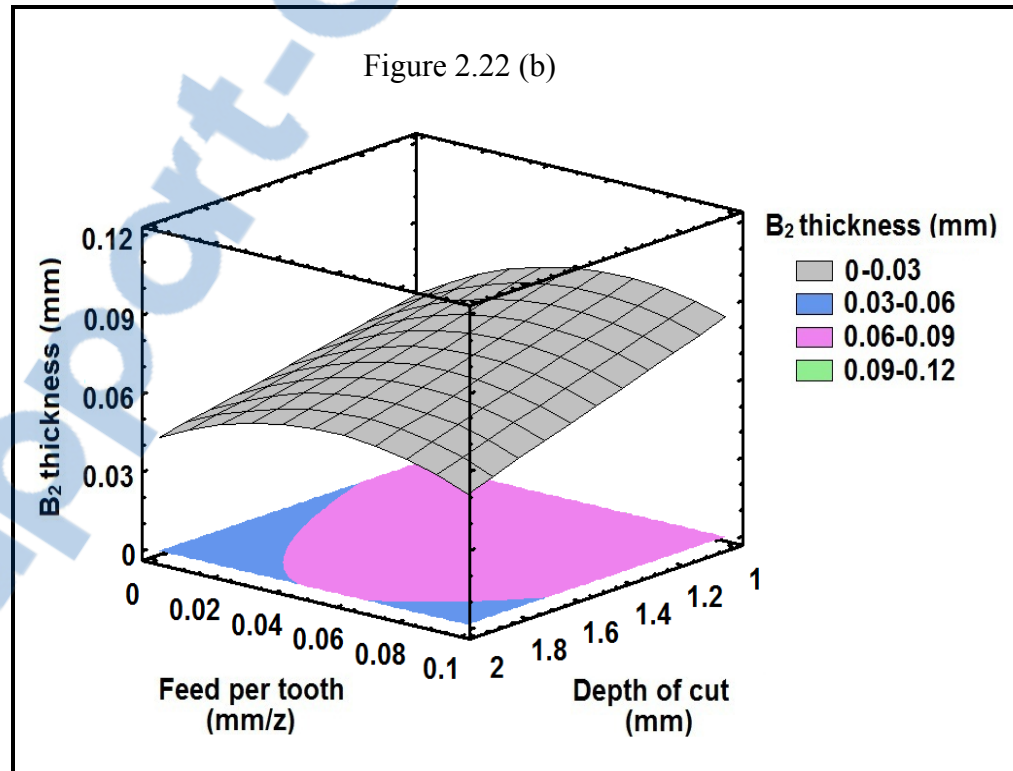 Figure 2.22 (b)
B₂ thickness (mm)
0.12
0.09
0.06
0.03
0
0 0.02 0.04 0.06 0.08 0.1
Feed per tooth
(mm/z)
2 1.8 1.6 1.4 1.2 1
Depth of cut
(mm)
B₂ thickness (mm)
0-0.03
0.03-0.06
0.06-0.09
0.09-0.12